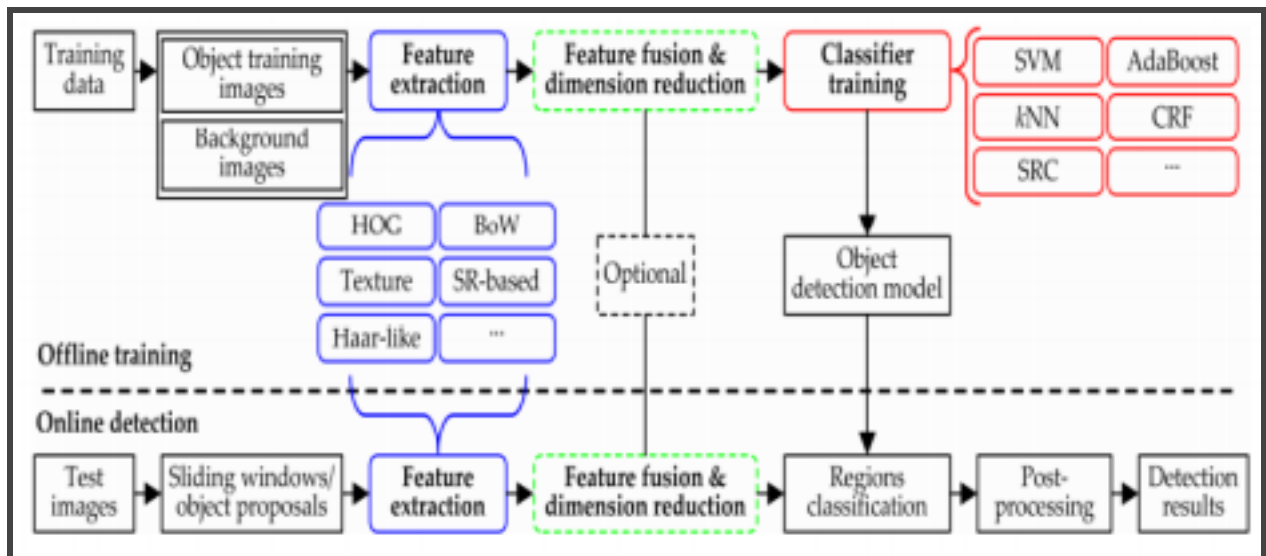 Training
data
Object training
images
Background
images
Feature
extraction
Feature fusion &
dimension reduction
Classifier
training
SVM
AdaBoost
kNN
CRF
SRC
...
HOG
BoW
Texture
SR-based
Haar-like
...
Optional
Object
detection model
Offline training
Online detection
Test
images
Sliding windows/
object proposals
Feature
extraction
Feature fusion &
dimension reduction
Regions
classification
Post-
processing
Detection
results